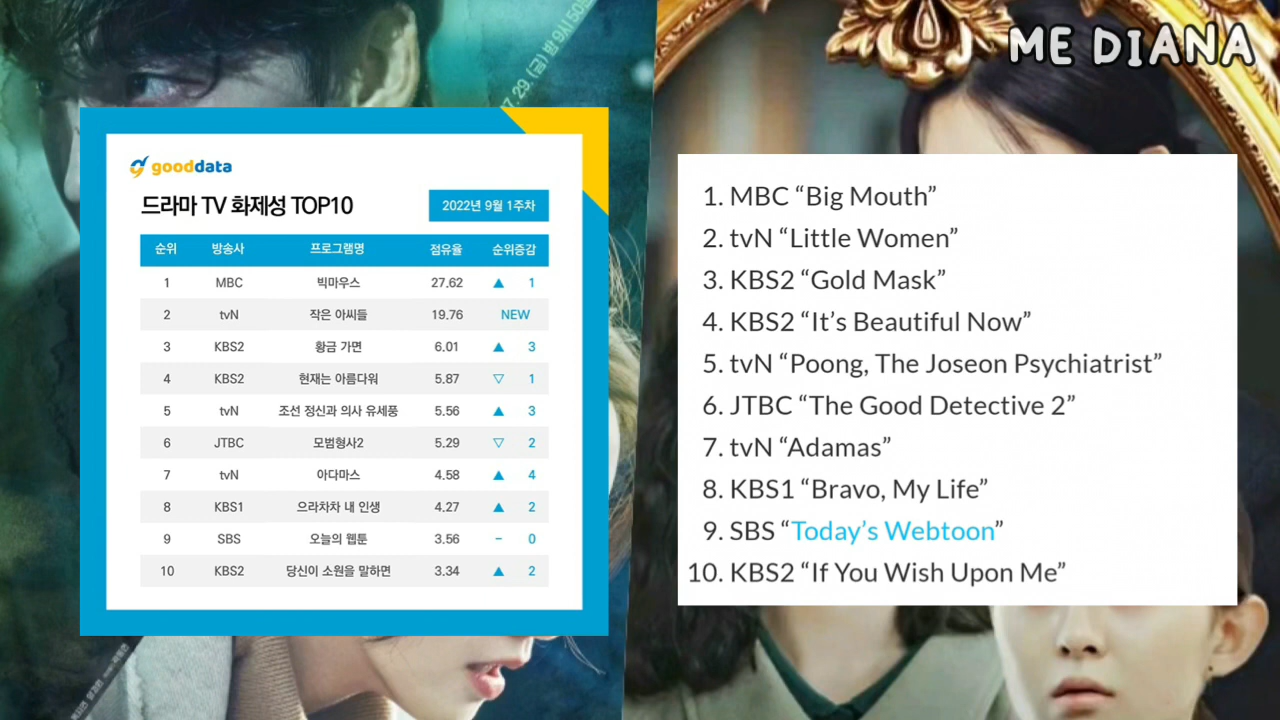 7.29. (금) 밤 9시 50분
ME DIANA
gooddata
드라마 TV 화제성 TOP10
2022년 9월 1주차
순위 방송사 프로그램명 점유율 순위증감
1 MBC 빅마우스 27.62 ▲ 1
2 tvN 작은 아씨들 19.76 NEW
3 KBS2 황금 가면 6.01 ▲ 3
4 KBS2 현재는 아름다워 5.87 ▽ 1
5 tvN 조선 정신과 의사 유세풍 5.56 ▲ 3
6 JTBC 모범형사2 5.29 ▽ 2
7 tvN 아다마스 4.58 ▲ 4
8 KBS1 으라차차 내 인생 4.27 ▲ 2
9 SBS 오늘의 웹툰 3.56 – 0
10 KBS2 당신이 소원을 말하면 3.34 ▲ 2
1. MBC “Big Mouth”
2. tvN “Little Women”
3. KBS2 “Gold Mask”
4. KBS2 “It’s Beautiful Now”
5. tvN “Poong, The Joseon Psychiatrist”
6. JTBC “The Good Detective 2”
7. tvN “Adamas”
8. KBS1 “Bravo, My Life”
9. SBS “Today’s Webtoon”
10. KBS2 “If You Wish Upon Me”